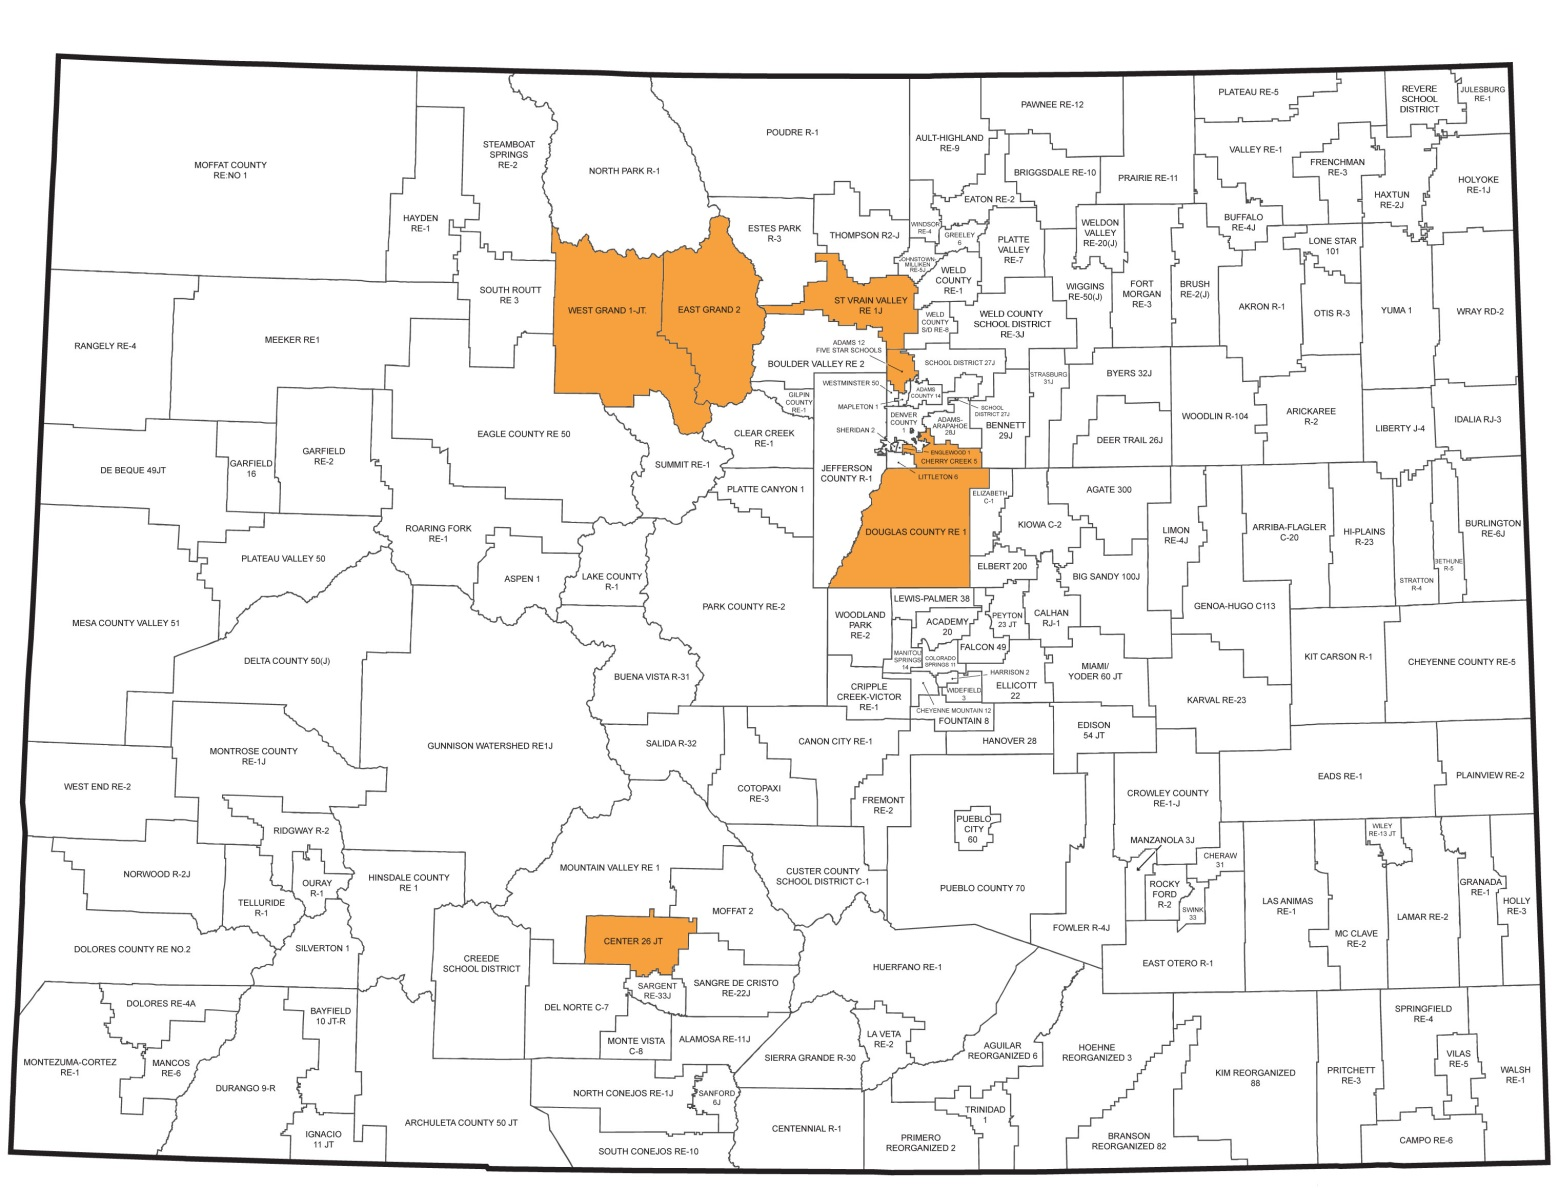 MOFFAT COUNTY
RE:NO 1
HAYDEN
RE-1
STEAMBOAT
SPRINGS
RE-2
NORTH PARK R-1
POUDRE R-1
AULT-HIGHLAND
RE-9
PAWNEE RE-12
PLATEAU RE-5
REVERE
SCHOOL
DISTRICT
JULESBURG
RE-1
BRIGGSDALE RE-10
PRAIRIE RE-11
VALLEY RE-1
FRENCHMAN
RE-3
HAXTUN
RE-2J
HOLYOKE
RE-1J
EATON RE-2
ESTES PARK
R-3
THOMPSON R2-J
WINDSOR
RE-4
GREELEY
6
PLATTE
VALLEY
RE-7
WELDON
VALLEY
RE-20(J)
BUFFALO
RE-4J
LONE STAR
101
JOHNSTOWN-
MILLIKEN
RE-5J
WELD
COUNTY
RE-1
WIGGINS
RE-50(J)
FORT
MORGAN
RE-3
BRUSH
RE-2(J)
AKRON R-1
OTIS R-3
YUMA 1
WRAY RD-2
SOUTH ROUTT
RE 3
WEST GRAND 1-JT.
EAST GRAND 2
ST VRAIN VALLEY
RE 1J
WELD
COUNTY
S/D RE-8
WELD COUNTY
SCHOOL DISTRICT
RE-3J
RANGELY RE-4
MEEKER RE1
ADAMS 12
FIVE STAR SCHOOLS
BOULDER VALLEY RE 2
SCHOOL DISTRICT 27J
STRASBURG
31J
BYERS 32J
WESTMINSTER 50
ADAMS
COUNTY 14
GILPIN
COUNTY
RE-1
MAPLETON 1
SCHOOL
DISTRICT 27J
DENVER
COUNTY
1
ADAMS-
ARAPAHOE
28J
BENNETT
29J
DEER TRAIL 26J
WOODLIN R-104
ARICKAREE
R-2
LIBERTY J-4
IDALIA RJ-3
SHERIDAN 2
EAGLE COUNTY RE 50
CLEAR CREEK
RE-1
ENGLEWOOD 1
CHERRY CREEK 5
LITTLETON 6
DE BEQUE 49JT
GARFIELD
16
GARFIELD
RE-2
SUMMIT RE-1
JEFFERSON
COUNTY R-1
PLATTE CANYON 1
ELIZABETH
C-1
AGATE 300
KIOWA C-2
ROARING FORK
RE-1
DOUGLAS COUNTY RE 1
LIMON
RE-4J
ARRIBA-FLAGLER
C-20
HI-PLAINS
R-23
BURLINGTON
RE-6J
PLATEAU VALLEY 50
ASPEN 1
LAKE COUNTY
R-1
ELBERT 200
BIG SANDY 100J
STRATTON
R-4
BETHUNE
R-5
PARK COUNTY RE-2
LEWIS-PALMER 38
GENOA-HUGO C113
MESA COUNTY VALLEY 51
WOODLAND
PARK
RE-2
ACADEMY
20
PEYTON
23 JT
CALHAN
RJ-1
DELTA COUNTY 50(J)
MANITOU
SPRINGS
14
COLORADO
SPRINGS 11
FALCON 49
KIT CARSON R-1
CHEYENNE COUNTY RE-5
BUENA VISTA R-31
HARRISON 2
MIAMI/
YODER 60 JT
CRIPPLE
CREEK-VICTOR
RE-1
WIDEFIELD
3
ELLICOTT
22
KARVAL RE-23
CHEYENNE MOUNTAIN 12
FOUNTAIN 8
EDISON
54 JT
MONTROSE COUNTY
RE-1J
GUNNISON WATERSHED RE1J
SALIDA R-32
CANON CITY RE-1
HANOVER 28
WEST END RE-2
COTOPAXI
RE-3
FREMONT
RE-2
EADS RE-1
PLAINVIEW RE-2
CROWLEY COUNTY
RE-1-J
RIDGWAY R-2
PUEBLO
CITY
60
MANZANOLA 3J
WILEY
RE-13 JT
NORWOOD R-2J
TELLURIDE
R-1
OURAY
R-1
HINSDALE COUNTY
RE 1
MOUNTAIN VALLEY RE 1
CUSTER COUNTY
SCHOOL DISTRICT C-1
PUEBLO COUNTY 70
CHERAW
31
ROCKY
FORD
R-2
SWINK
33
LAS ANIMAS
RE-1
MC CLAVE
RE-2
LAMAR RE-2
GRANADA
RE-1
HOLLY
RE-3
MOFFAT 2
FOWLER R-4J
DOLORES COUNTY RE NO.2
SILVERTON 1
CENTER 26 JT
EAST OTERO R-1
CREEDE
SCHOOL DISTRICT
HUERFANO RE-1
DOLORES RE-4A
BAYFIELD
10 JT-R
DEL NORTE C-7
SARGENT
RE-33J
SANGRE DE CRISTO
RE-22J
SPRINGFIELD
RE-4
MONTEZUMA-CORTEZ
RE-1
MANCOS
RE-6
DURANGO 9-R
MONTE VISTA
C-8
ALAMOSA RE-11J
SIERRA GRANDE R-30
LA VETA
RE-2
AGUILAR
REORGANIZED 6
HOEHNE
REORGANIZED 3
KIM REORGANIZED
88
PRITCHETT
RE-3
VILAS
RE-5
WALSH
RE-1
NORTH CONEJOS RE-1J
SANFORD
6J
TRINIDAD
1
IGNACIO
11 JT
ARCHULETA COUNTY 50 JT
SOUTH CONEJOS RE-10
CENTENNIAL R-1
PRIMERO
REORGANIZED 2
BRANSON
REORGANIZED 82
CAMPO RE-6